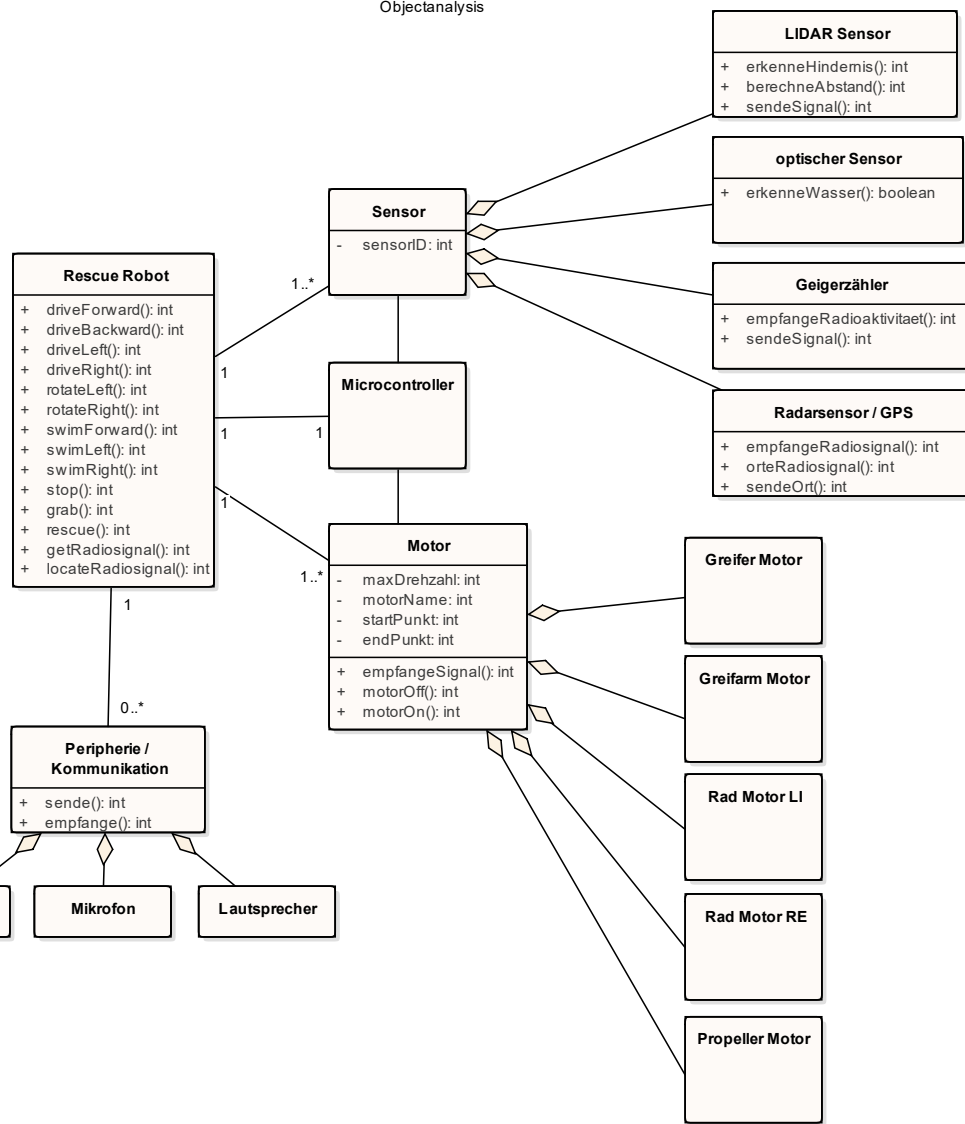 Objectanalysis
LIDAR Sensor
+ erkenneHindernis(): int
+ berechneAbstand(): int
+ sendeSignal(): int
optischer Sensor
+ erkenneWasser(): boolean
Sensor
- sensorID: int
Geigerzähler
+ empfangeRadioaktivitaet(): int
+ sendeSignal(): int
Rescue Robot
+ driveForward(): int
+ driveBackward(): int
+ driveLeft(): int
+ driveRight(): int
+ rotateLeft(): int
+ rotateRight(): int
+ swimForward(): int
+ swimLeft(): int
+ swimRight(): int
+ stop(): int
+ grab(): int
+ rescue(): int
+ getRadiosignal(): int
+ locateRadiosignal(): int
1..*
1
Microcontroller
1
1
Radarsensor / GPS
+ empfangeRadiosignal(): int
+ orteRadiosignal(): int
+ sendeOrt(): int
1
1..*
Motor
- maxDrehzahl: int
- motorName: int
- startPunkt: int
- endPunkt: int
+ empfangeSignal(): int
+ motorOff(): int
+ motorOn(): int
Greifer Motor
Greifarm Motor
Rad Motor LI
Rad Motor RE
Propeller Motor
1
0..*
Peripherie /
Kommunikation
+ sende(): int
+ empfange(): int
Mikrofon
Lautsprecher